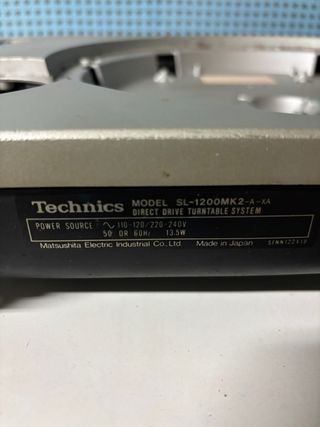 Technics MODEL SL-1200MK2-A-XA
DIRECT DRIVE TURNTABLE SYSTEM
POWER SOURCE ∿ 110-120/220-240V
50 OR 60Hz 13.5W
Matsushita Electric Industrial Co.,Ltd. Made in Japan